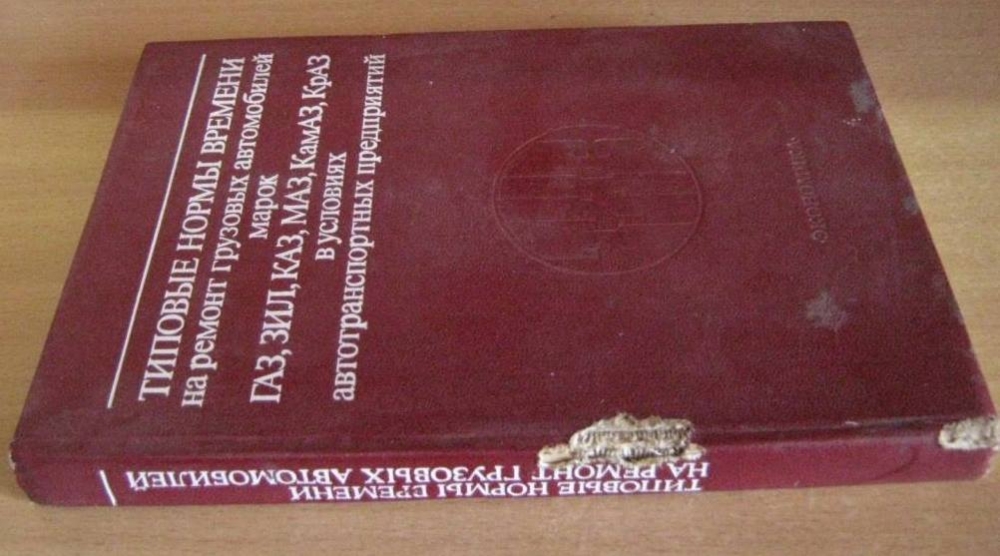 ТИПОВЫЕ НОРМЫ ВРЕМЕНИ
на ремонт грузовых автомобилей
марок
ГАЗ, ЗИЛ, КАЗ, МАЗ, КамАЗ, КрАЗ
в условиях
автотранспортных предприятий
ЭКОНОМИКА
ТИПОВЫЕ НОРМЫ ВРЕМЕНИ
НА РЕМОНТ ГРУЗОВЫХ АВТОМОБИЛЕЙ